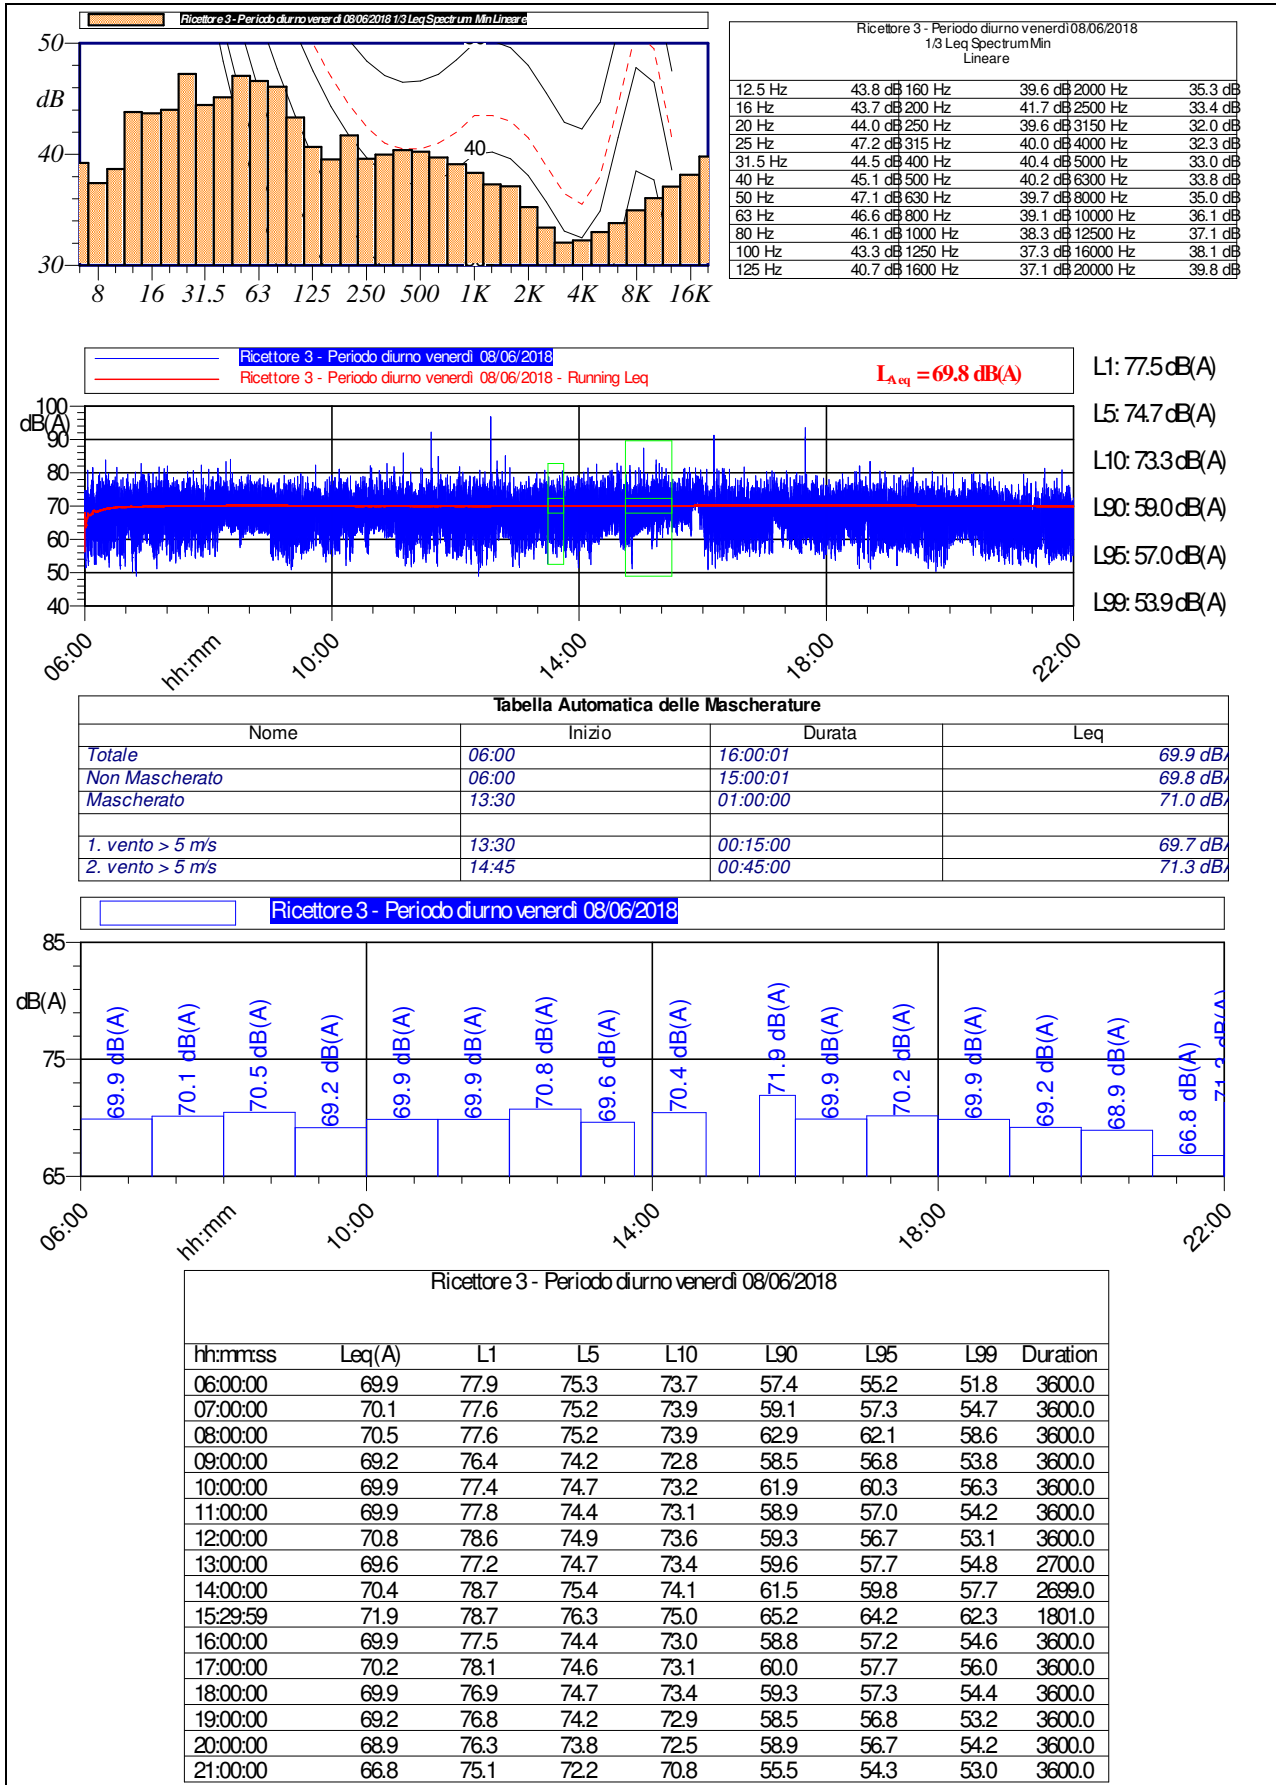 Ricettore 3 - Periodo diurno venerdì 08/06/2018 1/3 Leq Spectrum Min Lineare
50
dB
40
30
40
8 16 31.5 63 125 250 500 1K 2K 4K 8K 16K
Ricettore 3 - Periodo diurno venerdì 08/06/2018
1/3 Leq Spectrum Min
Lineare
12.5 Hz 43.8 dB 160 Hz 39.6 dB 2000 Hz 35.3 dB
16 Hz 43.7 dB 200 Hz 41.7 dB 2500 Hz 33.4 dB
20 Hz 44.0 dB 250 Hz 39.6 dB 3150 Hz 32.0 dB
25 Hz 47.2 dB 315 Hz 40.0 dB 4000 Hz 32.3 dB
31.5 Hz 44.5 dB 400 Hz 40.4 dB 5000 Hz 33.0 dB
40 Hz 45.1 dB 500 Hz 40.2 dB 6300 Hz 33.8 dB
50 Hz 47.1 dB 630 Hz 39.7 dB 8000 Hz 35.0 dB
63 Hz 46.6 dB 800 Hz 39.1 dB 10000 Hz 36.1 dB
80 Hz 46.1 dB 1000 Hz 38.3 dB 12500 Hz 37.1 dB
100 Hz 43.3 dB 1250 Hz 37.3 dB 16000 Hz 38.1 dB
125 Hz 40.7 dB 1600 Hz 37.1 dB 20000 Hz 39.8 dB
Ricettore 3 - Periodo diurno venerdì 08/06/2018
Ricettore 3 - Periodo diurno venerdì 08/06/2018 - Running Leq
LAeq = 69.8 dB(A)
L1: 77.5 dB(A)
L5: 74.7 dB(A)
L10: 73.3 dB(A)
L90: 59.0 dB(A)
L95: 57.0 dB(A)
L99: 53.9 dB(A)
100
dB(A)
90
80
70
60
50
40
06:00 hh:mm 10:00 14:00 18:00 22:00
Tabella Automatica delle Mascherature
Nome Inizio Durata Leq
Totale 06:00 16:00:01 69.9 dBA
Non Mascherato 06:00 15:00:01 69.8 dBA
Mascherato 13:30 01:00:00 71.0 dBA
1. vento > 5 m/s 13:30 00:15:00 69.7 dBA
2. vento > 5 m/s 14:45 00:45:00 71.3 dBA
Ricettore 3 - Periodo diurno venerdì 08/06/2018
85
dB(A)
75
65
69.9 dB(A)
70.1 dB(A)
70.5 dB(A)
69.2 dB(A)
69.9 dB(A)
69.9 dB(A)
70.8 dB(A)
69.6 dB(A)
70.4 dB(A)
71.9 dB(A)
69.9 dB(A)
70.2 dB(A)
69.9 dB(A)
69.2 dB(A)
68.9 dB(A)
66.8 dB(A)
06:00 hh:mm 10:00 14:00 18:00 22:00
Ricettore 3 - Periodo diurno venerdì 08/06/2018
hh:mm:ss Leq(A) L1 L5 L10 L90 L95 L99 Duration
06:00:00 69.9 77.9 75.3 73.7 57.4 55.2 51.8 3600.0
07:00:00 70.1 77.6 75.2 73.9 59.1 57.3 54.7 3600.0
08:00:00 70.5 77.6 75.2 73.9 62.9 62.1 58.6 3600.0
09:00:00 69.2 76.4 74.2 72.8 58.5 56.8 53.8 3600.0
10:00:00 69.9 77.4 74.7 73.2 61.9 60.3 56.3 3600.0
11:00:00 69.9 77.8 74.4 73.1 58.9 57.0 54.2 3600.0
12:00:00 70.8 78.6 74.9 73.6 59.3 56.7 53.1 3600.0
13:00:00 69.6 77.2 74.7 73.4 59.6 57.7 54.8 2700.0
14:00:00 70.4 78.7 75.4 74.1 61.5 59.8 57.7 2699.0
15:29:59 71.9 78.7 76.3 75.0 65.2 64.2 62.3 1801.0
16:00:00 69.9 77.5 74.4 73.0 58.8 57.2 54.6 3600.0
17:00:00 70.2 78.1 74.6 73.1 60.0 57.7 56.0 3600.0
18:00:00 69.9 76.9 74.7 73.4 59.3 57.3 54.4 3600.0
19:00:00 69.2 76.8 74.2 72.9 58.5 56.8 53.2 3600.0
20:00:00 68.9 76.3 73.8 72.5 58.9 56.7 54.2 3600.0
21:00:00 66.8 75.1 72.2 70.8 55.5 54.3 53.0 3600.0